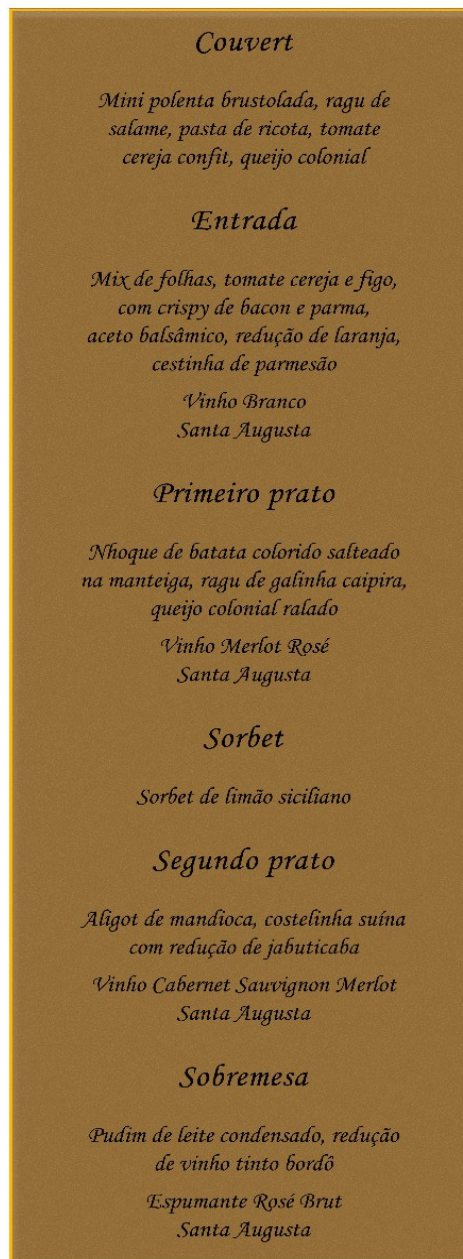 Couvert
Mini polenta brustolada, ragu de
salame, pasta de ricota, tomate
cereja confit, queijo colonial
Entrada
Mix de folhas, tomate cereja e figo,
com crispy de bacon e parma,
aceto balsâmico, redução de laranja,
cestinha de parmesão
Vinho Branco
Santa Augusta
Primeiro prato
Nhoque de batata colorido salteado
na manteiga, ragu de galinha caipira,
queijo colonial ralado
Vinho Merlot Rosé
Santa Augusta
Sorbet
Sorbet de limão siciliano
Segundo prato
Aligot de mandioca, costelinha suína
com redução de jabuticaba
Vinho Cabernet Sauvignon Merlot
Santa Augusta
Sobremesa
Pudim de leite condensado, redução
de vinho tinto bordô
Espumante Rosé Brut
Santa Augusta